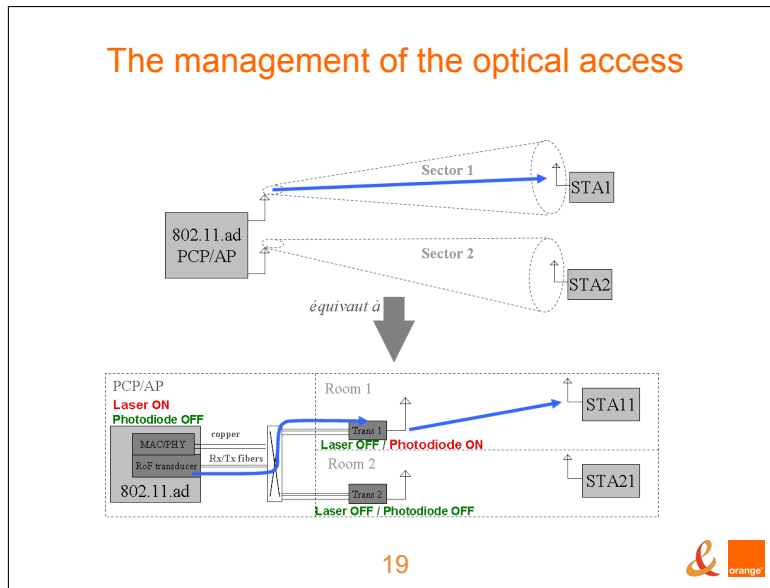 The management of the optical access
Sector 1
STA1
802.11.ad
PCP/AP
Sector 2
STA2
équivaut à
PCP/AP
Laser ON
Photodiode OFF
Room 1
STA11
copper
MAC/PHY
Trans 1
Laser OFF / Photodiode ON
Rx/Tx fibers
RoF transducer
Room 2
802.11.ad
STA21
Trans 2
Laser OFF / Photodiode OFF
19
&
orange™